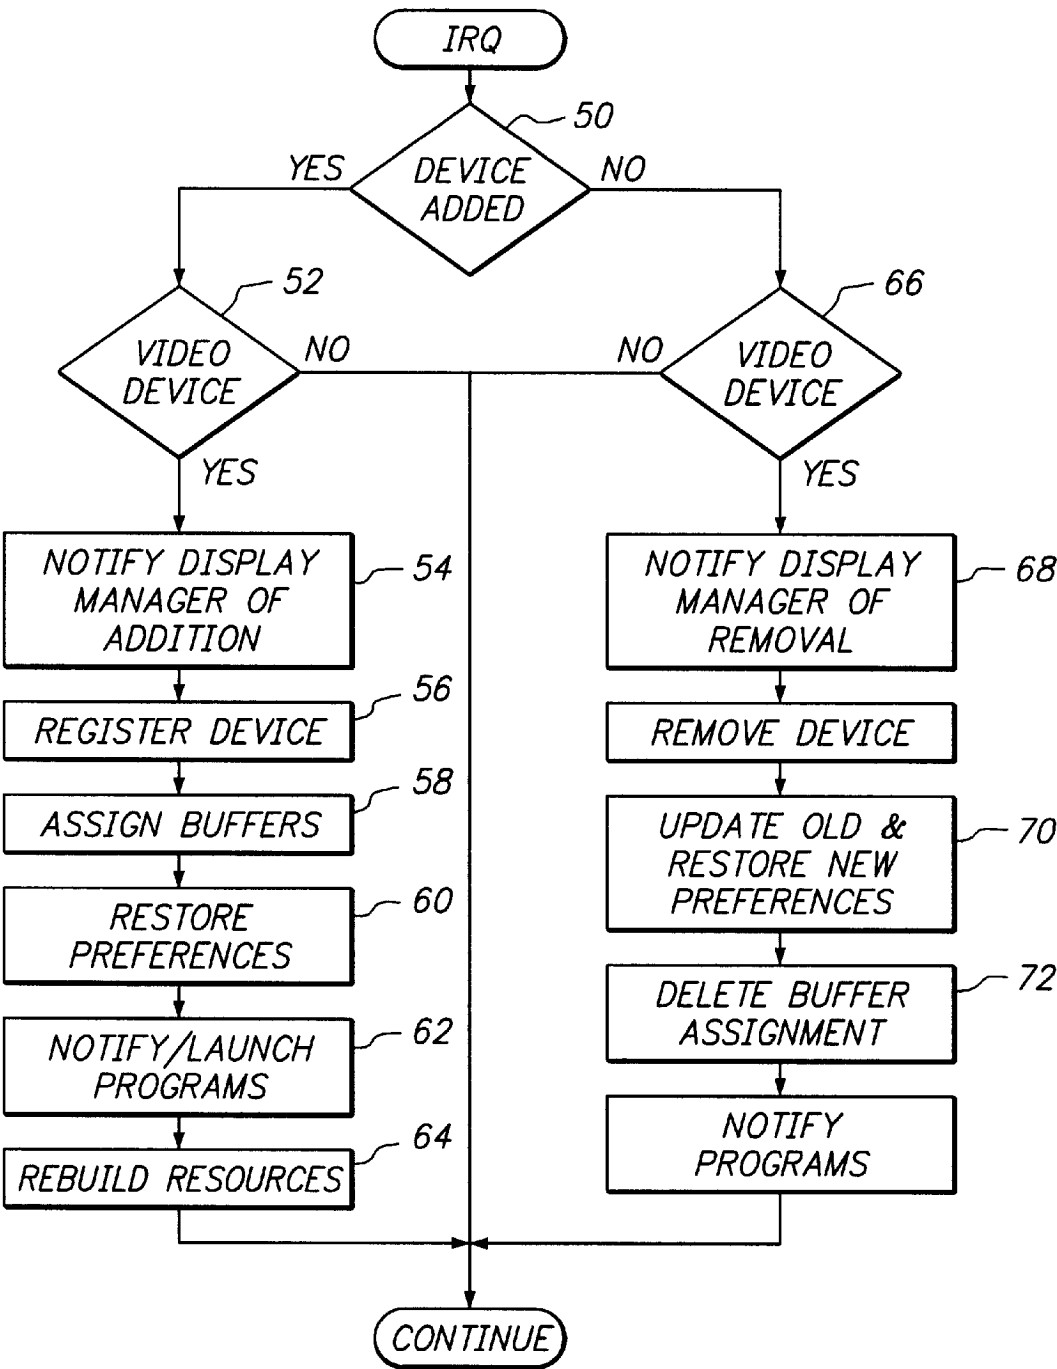 IRQ
50
DEVICE
ADDED
YES
NO
52
VIDEO
DEVICE
NO
YES
66
VIDEO
DEVICE
NO
YES
NOTIFY DISPLAY
MANAGER OF
ADDITION
54
REGISTER DEVICE
56
ASSIGN BUFFERS
58
RESTORE
PREFERENCES
60
NOTIFY/LAUNCH
PROGRAMS
62
REBUILD RESOURCES
64
NOTIFY DISPLAY
MANAGER OF
REMOVAL
68
REMOVE DEVICE
UPDATE OLD &
RESTORE NEW
PREFERENCES
70
DELETE BUFFER
ASSIGNMENT
72
NOTIFY
PROGRAMS
CONTINUE